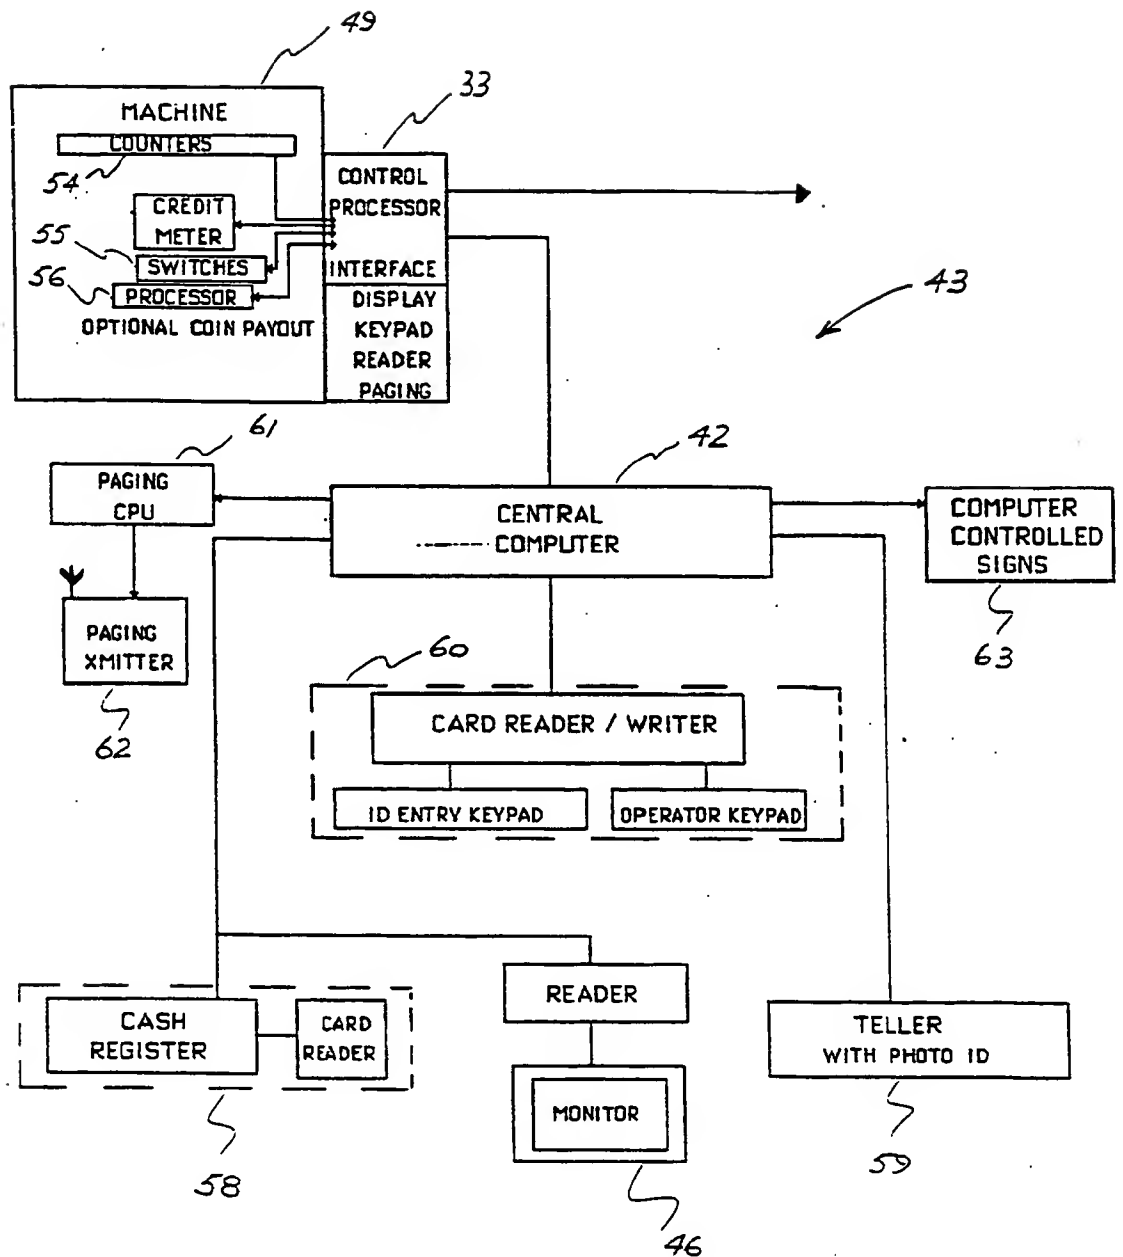 49
MACHINE
COUNTERS
54
CREDIT
METER
55
SWITCHES
56
PROCESSOR
OPTIONAL COIN PAYOUT
33
CONTROL
PROCESSOR
INTERFACE
DISPLAY
KEYPAD
READER
PAGING
43
61
PAGING
CPU
42
CENTRAL
COMPUTER
COMPUTER
CONTROLLED
SIGNS
63
PAGING
XMITTER
62
60
CARD READER / WRITER
ID ENTRY KEYPAD
OPERATOR KEYPAD
CASH
REGISTER
CARD
READER
58
READER
MONITOR
46
TELLER
WITH PHOTO ID
59